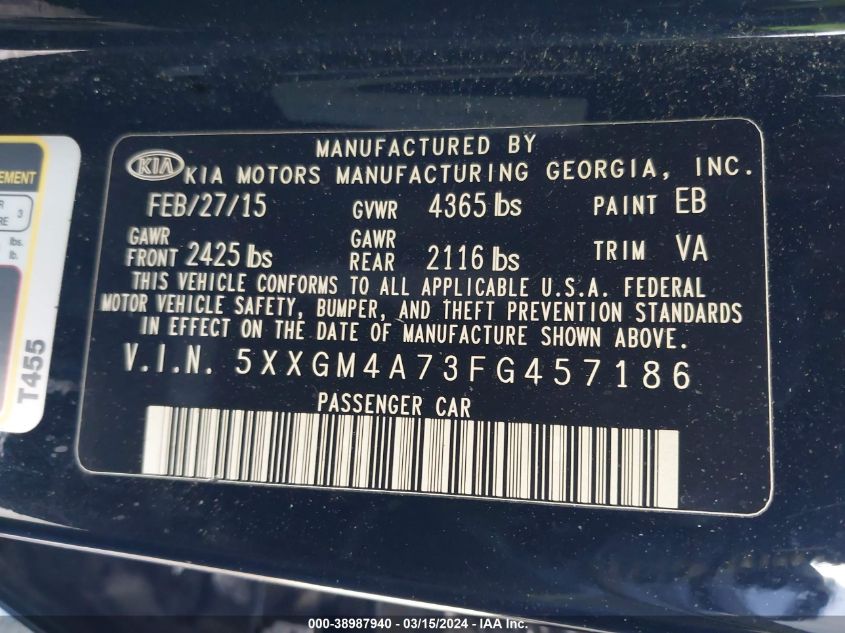 MANUFACTURED BY
KIA KIA MOTORS MANUFACTURING GEORGIA, INC.
FEB/27/15 GVWR 4365 lbs PAINT EB
GAWR FRONT 2425 lbs GAWR REAR 2116 lbs TRIM VA
THIS VEHICLE CONFORMS TO ALL APPLICABLE U.S.A. FEDERAL
MOTOR VEHICLE SAFETY, BUMPER, AND THEFT PREVENTION STANDARDS
IN EFFECT ON THE DATE OF MANUFACTURE SHOWN ABOVE.
V.I.N. 5XXGM4A73FG457186
PASSENGER CAR
3
lbs.
lb.
T455
000-38987940 - 03/15/2024 - IAA Inc.